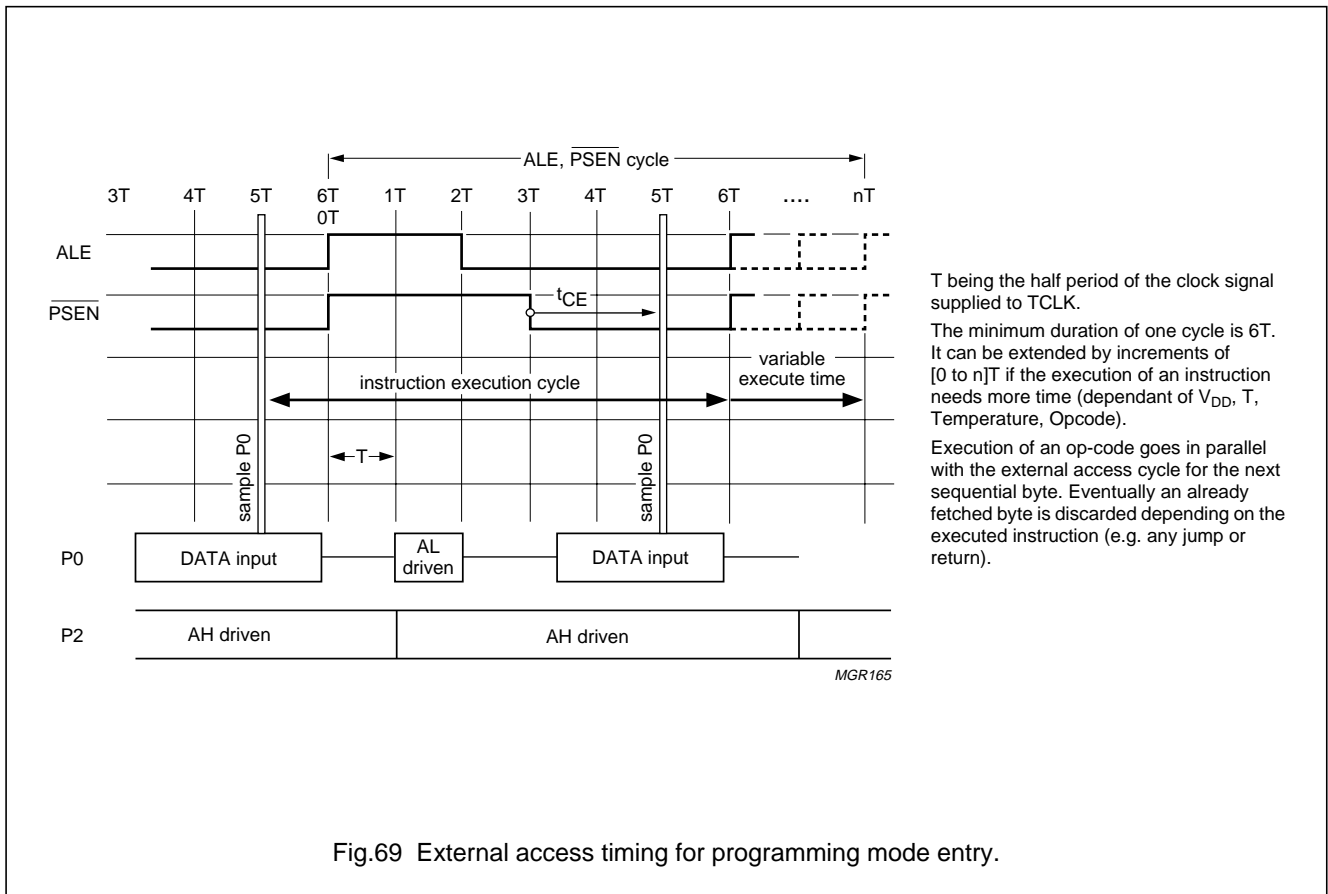 ALE, PSEN cycle
3T 4T 5T 6T 1T 2T 3T 4T 5T 6T .... nT
0T
ALE
PSEN
tCE
variable
execute time
instruction execution cycle
T
sample P0
sample P0
P0
DATA input
AL
driven
DATA input
P2
AH driven
AH driven
MGR165
T being the half period of the clock signal
supplied to TCLK.
The minimum duration of one cycle is 6T.
It can be extended by increments of
[0 to n]T if the execution of an instruction
needs more time (dependant of VDD, T,
Temperature, Opcode).
Execution of an op-code goes in parallel
with the external access cycle for the next
sequential byte. Eventually an already
fetched byte is discarded depending on the
executed instruction (e.g. any jump or
return).
Fig.69 External access timing for programming mode entry.